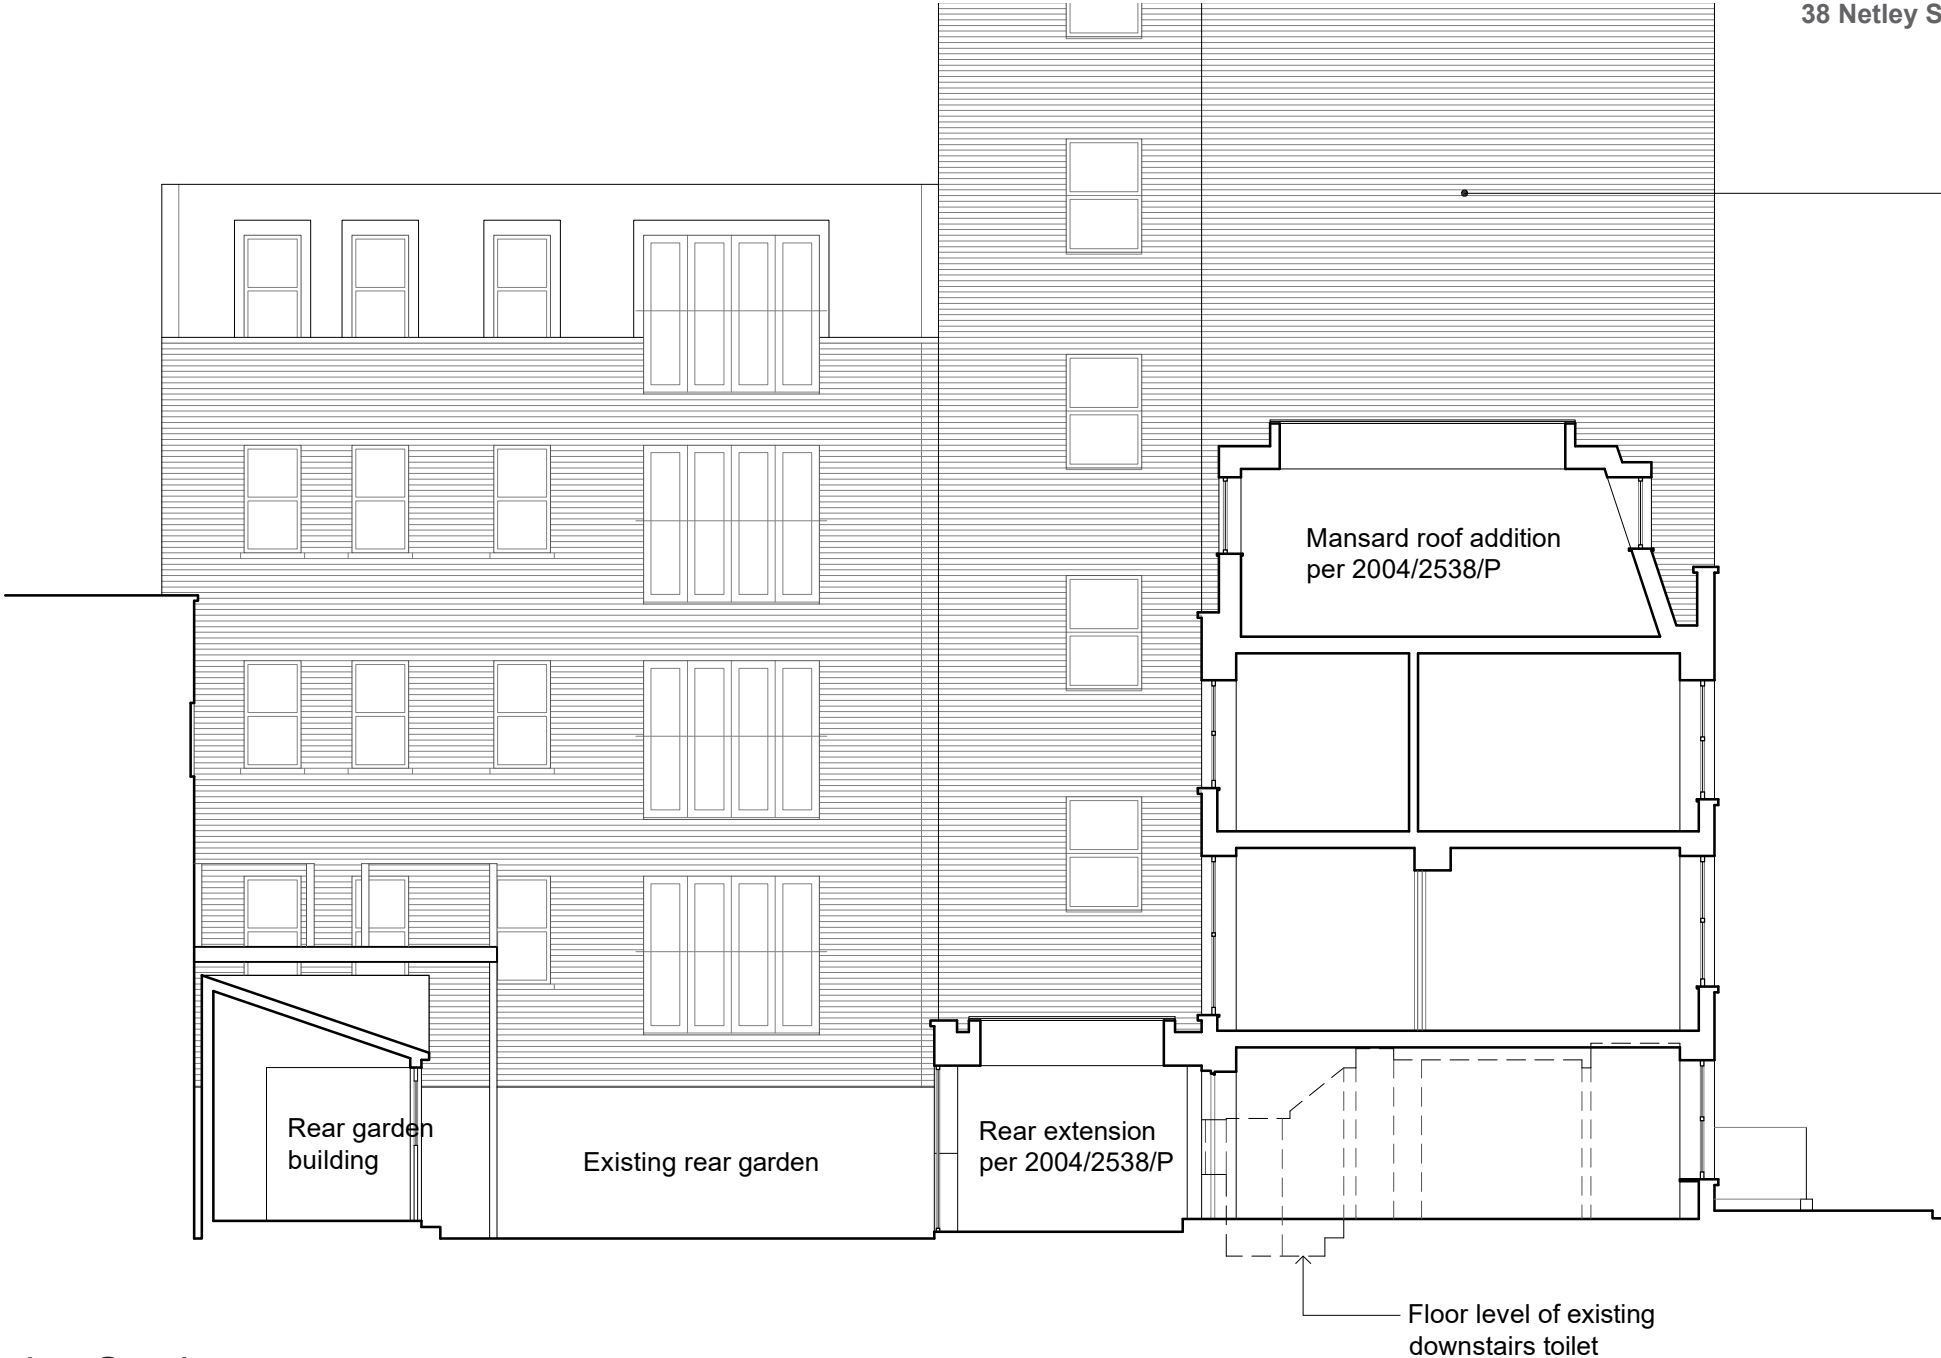 38 Netley S
Mansard roof addition
per 2004/2538/P
Rear garden
building
Existing rear garden
Rear extension
per 2004/2538/P
Floor level of existing
downstairs toilet